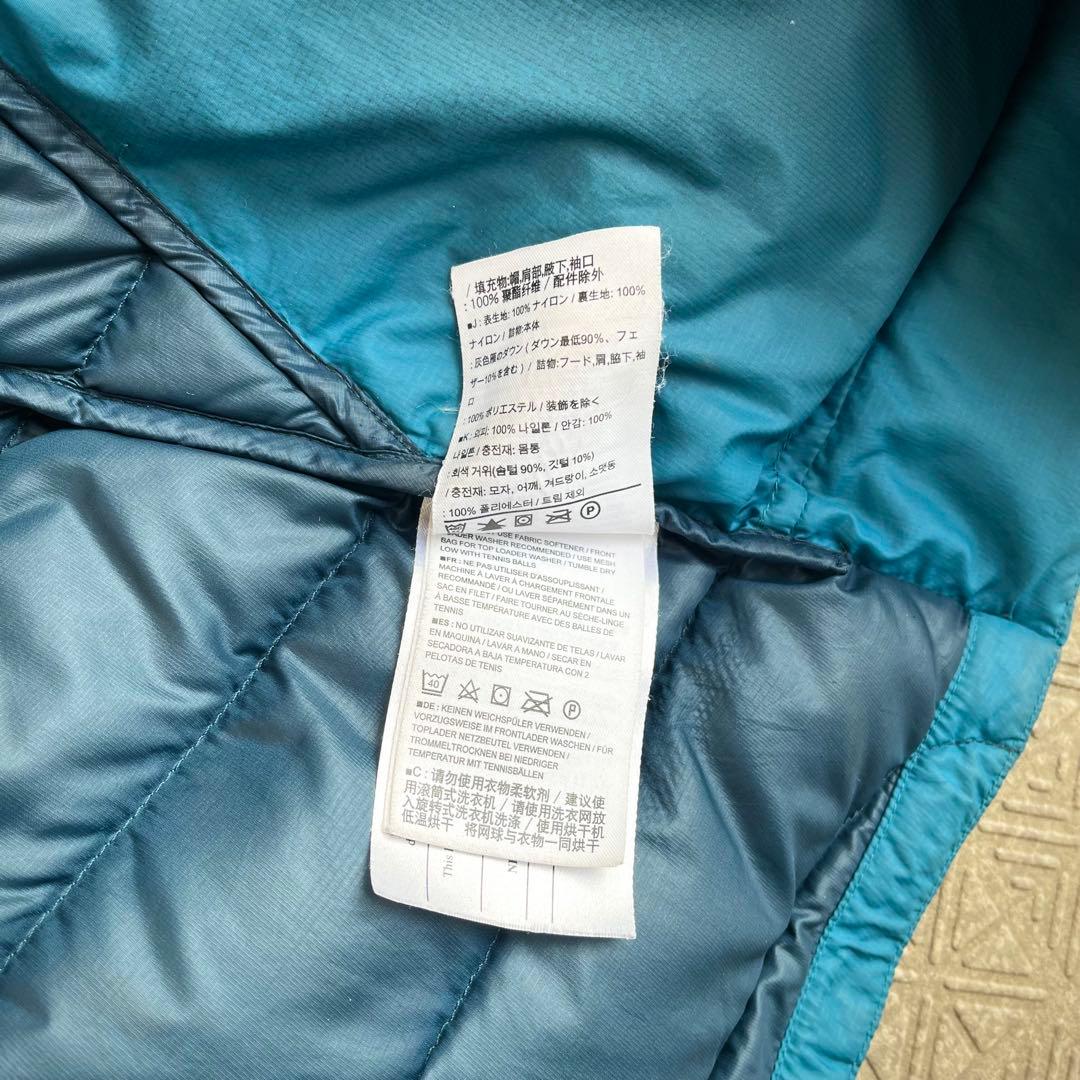 / 填充物:帽,肩部,腋下,袖口
: 100% 聚酯纤维 / 配件除外
■J : 表生地: 100% ナイロン / 裏生地: 100%
ナイロン / 詰物:本体
: 灰色雁のダウン ( ダウン最低90%、フェ
ザー10%を含む ) / 詰物:フード,肩,脇下,袖
口
: 100% ポリエステル / 装飾を除く
■K : 외피: 100% 나일론 / 안감: 100%
나일론 / 충전재: 몸통
: 회색 거위(솜털 90%, 깃털 10%)
/ 충전재: 모자, 어깨, 겨드랑이, 소맷동
: 100% 폴리에스터 / 트림 제외
P
USE FABRIC SOFTENER / FRONT
LOADER WASHER RECOMMENDED / USE MESH
BAG FOR TOP LOADER WASHER / TUMBLE DRY
LOW WITH TENNIS BALLS
■FR : NE PAS UTILISER D'ASSOUPLISSANT /
MACHINE À LAVER À CHARGEMENT FRONTALE
RECOMMANDÉ / OU LAVER SÉPARÉMENT DANS UN
SAC EN FILET / FAIRE TOURNER AU SÈCHE-LINGE
À BASSE TEMPÉRATURE AVEC DES BALLES DE
TENNIS
■ES : NO UTILIZAR SUAVIZANTE DE TELAS / LAVAR
EN MAQUINA / LAVAR A MANO / SECAR EN
SECADORA A BAJA TEMPERATURA CON 2
PELOTAS DE TENIS
40 P
■DE : KEINEN WEICHSPÜLER VERWENDEN /
VORZUGSWEISE IM FRONTLADER WASCHEN / FÜR
TOPLADER NETZBEUTEL VERWENDEN /
TROMMELTROCKNEN BEI NIEDRIGER
TEMPERATUR MIT TENNISBÄLLEN
■C : 请勿使用衣物柔软剂 / 建议使
用滚筒式洗衣机 / 请使用洗衣网放
入旋转式洗衣机洗涤 / 使用烘干机
低温烘干 将网球与衣物一同烘干
This